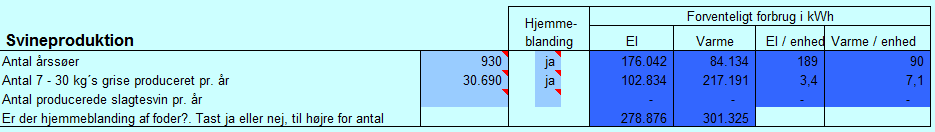 Hjemme-
blanding
Forventeligt forbrug i kWh
Svineproduktion El Varme El / enhed Varme / enhed
Antal årssøer 930 ja 176.042 84.134 189 90
Antal 7 - 30 kg´s grise produceret pr. år 30.690 ja 102.834 217.191 3,4 7,1
Antal producerede slagtesvin pr. år - - - -
Er der hjemmeblanding af foder?. Tast ja eller nej, til højre for antal 278.876 301.325